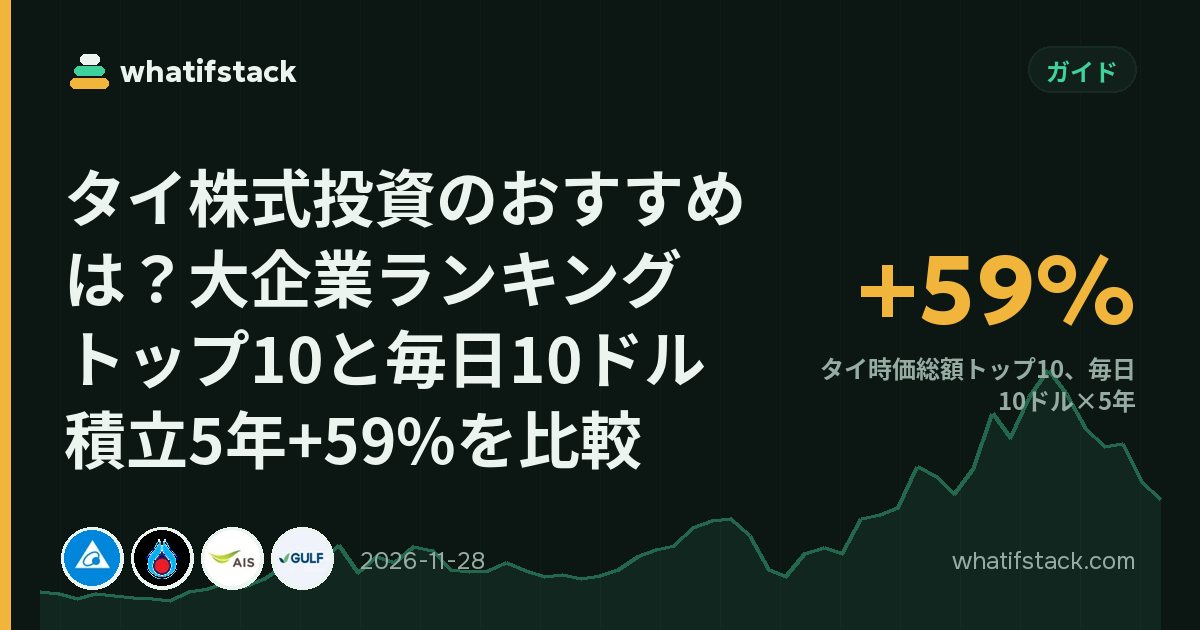 whatifstack
ガイド
タイ株式投資のおすすめ
は？大企業ランキング
トップ10と毎日10ドル
積立5年+59%を比較
+59%
タイ時価総額トップ10、毎日
10ドル×5年
AIS
GULF
2026-11-28
whatifstack.com